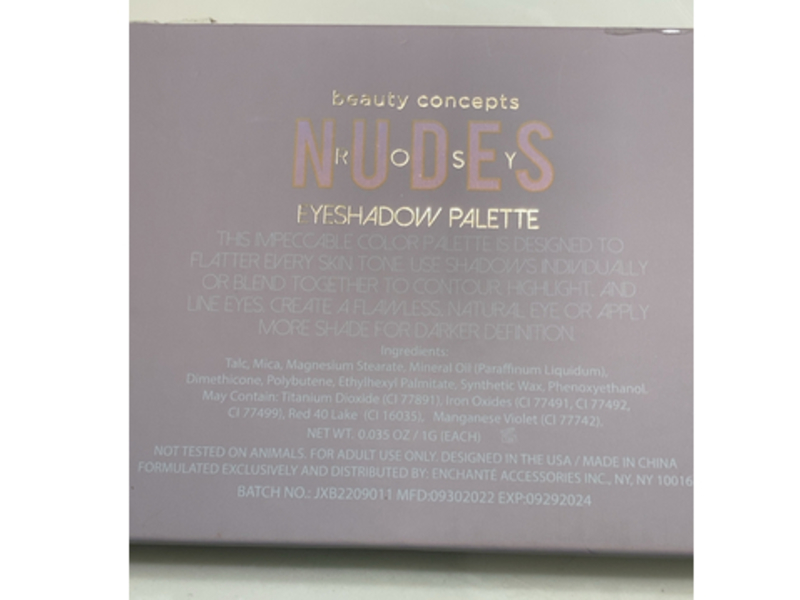 beauty concepts
NUDES
ROSY
EYESHADOW PALETTE
THIS IMPECCABLE COLOR PALETTE IS DESIGNED TO
FLATTER EVERY SKIN TONE. USE SHADOWS INDIVIDUALLY
OR BLEND TOGETHER TO CONTOUR, HIGHLIGHT, AND
LINE EYES. CREATE A FLAWLESS, NATURAL EYE OR APPLY
MORE SHADE FOR DARKER DEFINITION.
Ingredients:
Talc, Mica, Magnesium Stearate, Mineral Oil (Paraffinum Liquidum),
Dimethicone, Polybutene, Ethylhexyl Palmitate, Synthetic Wax, Phenoxyethanol.
May Contain: Titanium Dioxide (CI 77891), Iron Oxides (CI 77491, CI 77492,
CI 77499), Red 40 Lake (CI 16035), Manganese Violet (CI 77742).
NET WT. 0.035 OZ / 1G (EACH)
NOT TESTED ON ANIMALS. FOR ADULT USE ONLY. DESIGNED IN THE USA / MADE IN CHINA
FORMULATED EXCLUSIVELY AND DISTRIBUTED BY: ENCHANTÉ ACCESSORIES INC., NY, NY 10016
BATCH NO.: JXB2209011 MFD:09302022 EXP:09292024